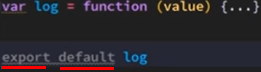 var log = function (value) {...}
export default log